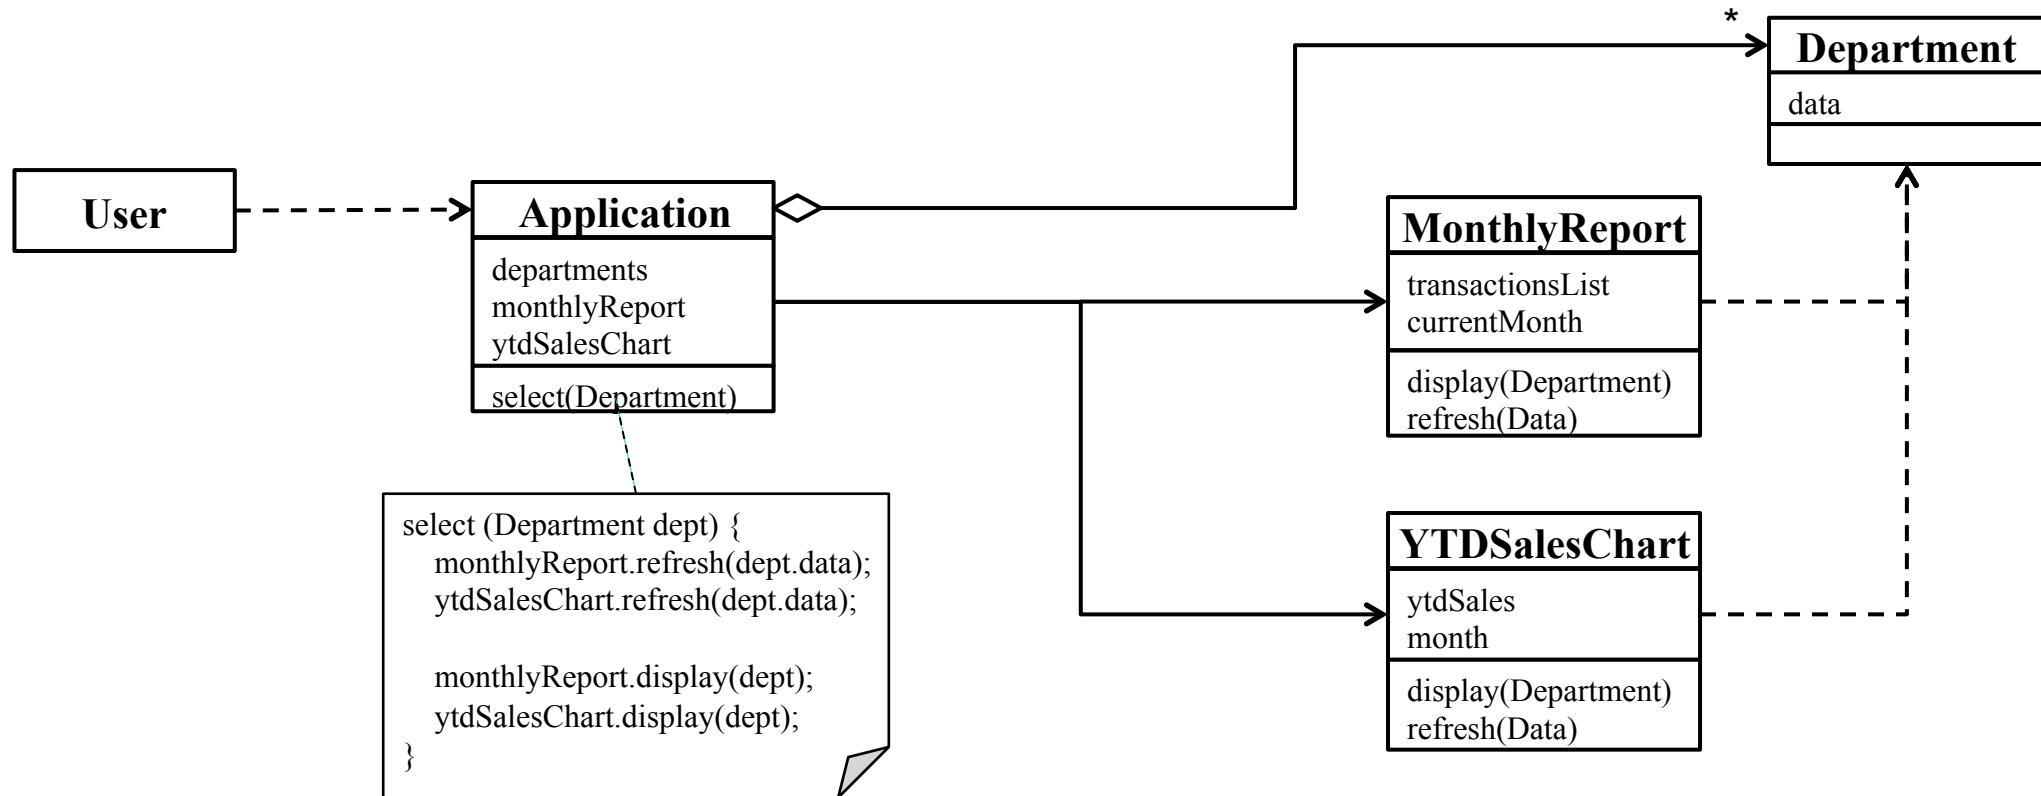 *
Department
data
User
Application
departments
monthlyReport
ytdSalesChart
select(Department)
MonthlyReport
transactionsList
currentMonth
display(Department)
refresh(Data)
select (Department dept) {
monthlyReport.refresh(dept.data);
ytdSalesChart.refresh(dept.data);
monthlyReport.display(dept);
ytdSalesChart.display(dept);
}
YTDSalesChart
ytdSales
month
display(Department)
refresh(Data)